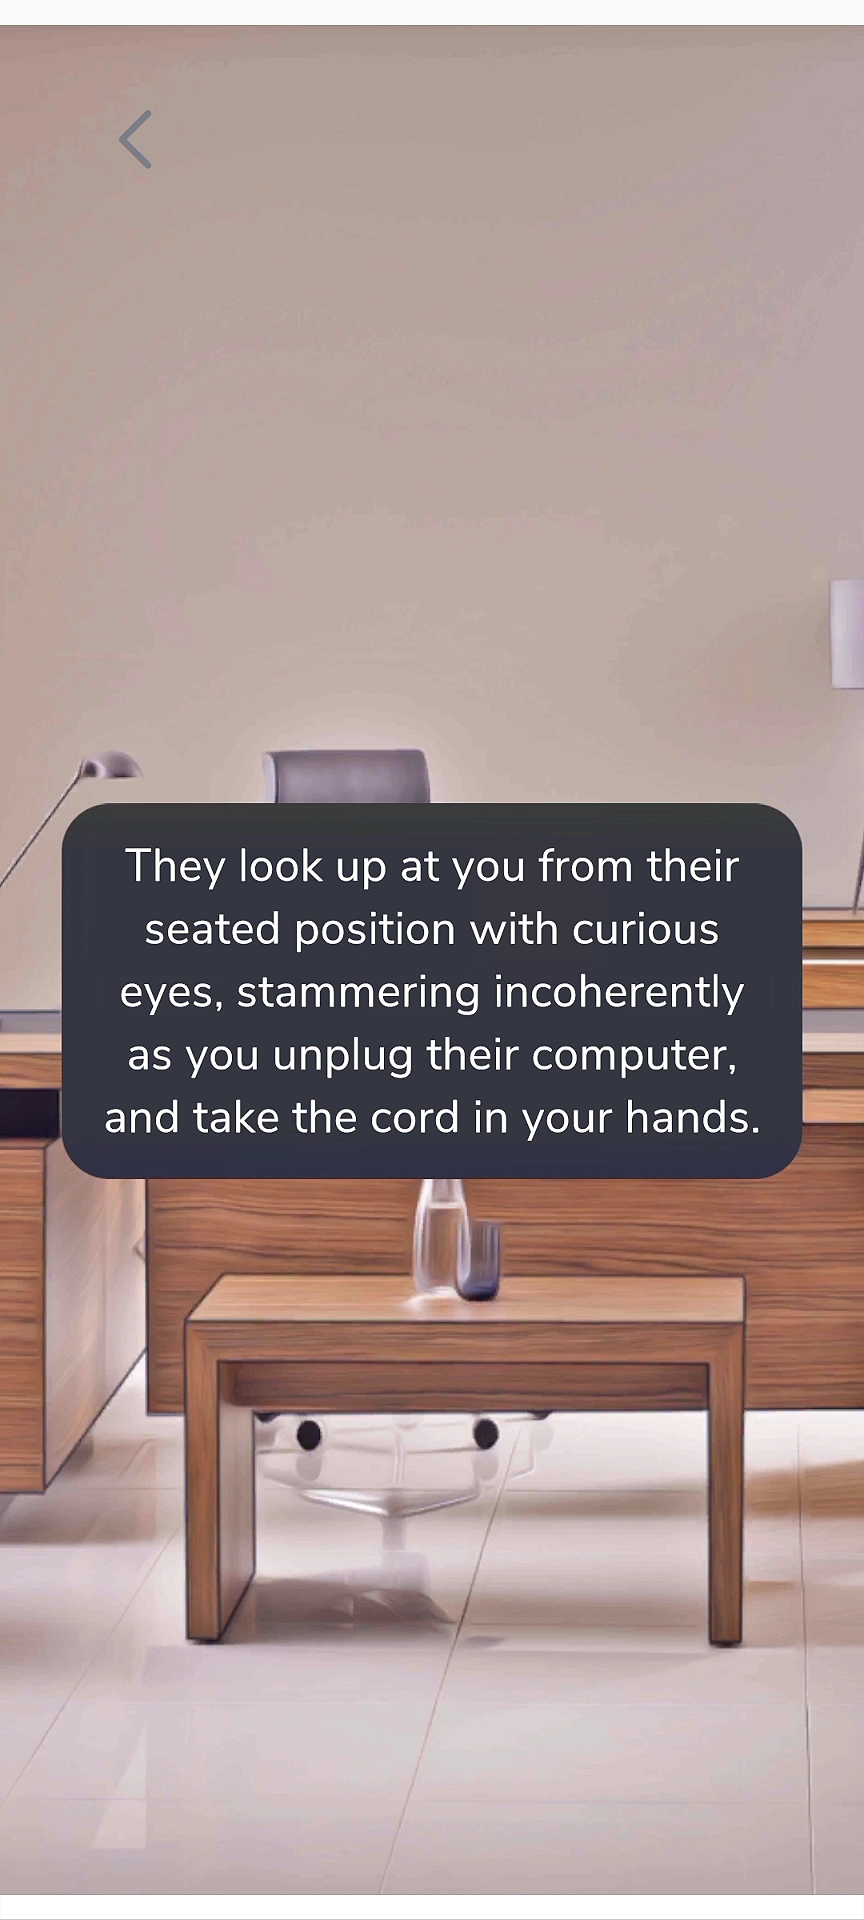 They look up at you from their
seated position with curious
eyes, stammering incoherently
as you unplug their computer,
and take the cord in your hands.